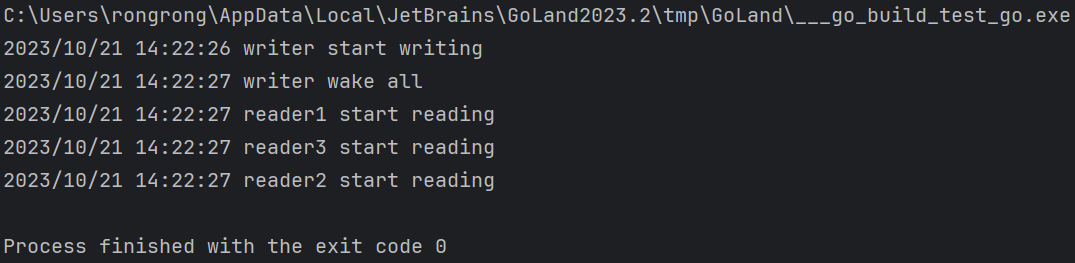 C:\Users\rongrong\AppData\Local\JetBrains\GoLand2023.2\tmp\GoLand\___go_build_test_go.exe
2023/10/21 14:22:26 writer start writing
2023/10/21 14:22:27 writer wake all
2023/10/21 14:22:27 reader1 start reading
2023/10/21 14:22:27 reader3 start reading
2023/10/21 14:22:27 reader2 start reading
Process finished with the exit code 0